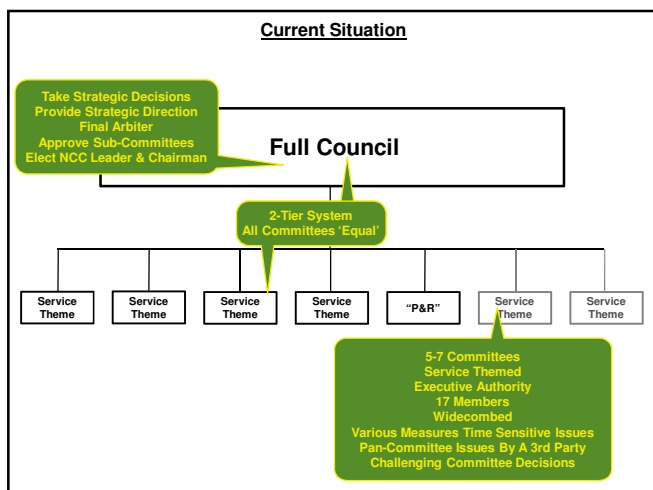 Current Situation
Take Strategic Decisions
Provide Strategic Direction
Final Arbiter
Approve Sub-Committees
Elect NCC Leader & Chairman
Full Council
2-Tier System
All Committees ‘Equal’
Service
Theme
Service
Theme
Service
Theme
Service
Theme
“P&R”
Service
Theme
Service
Theme
5-7 Committees
Service Themed
Executive Authority
17 Members
Widecombed
Various Measures Time Sensitive Issues
Pan-Committee Issues By A 3rd Party
Challenging Committee Decisions